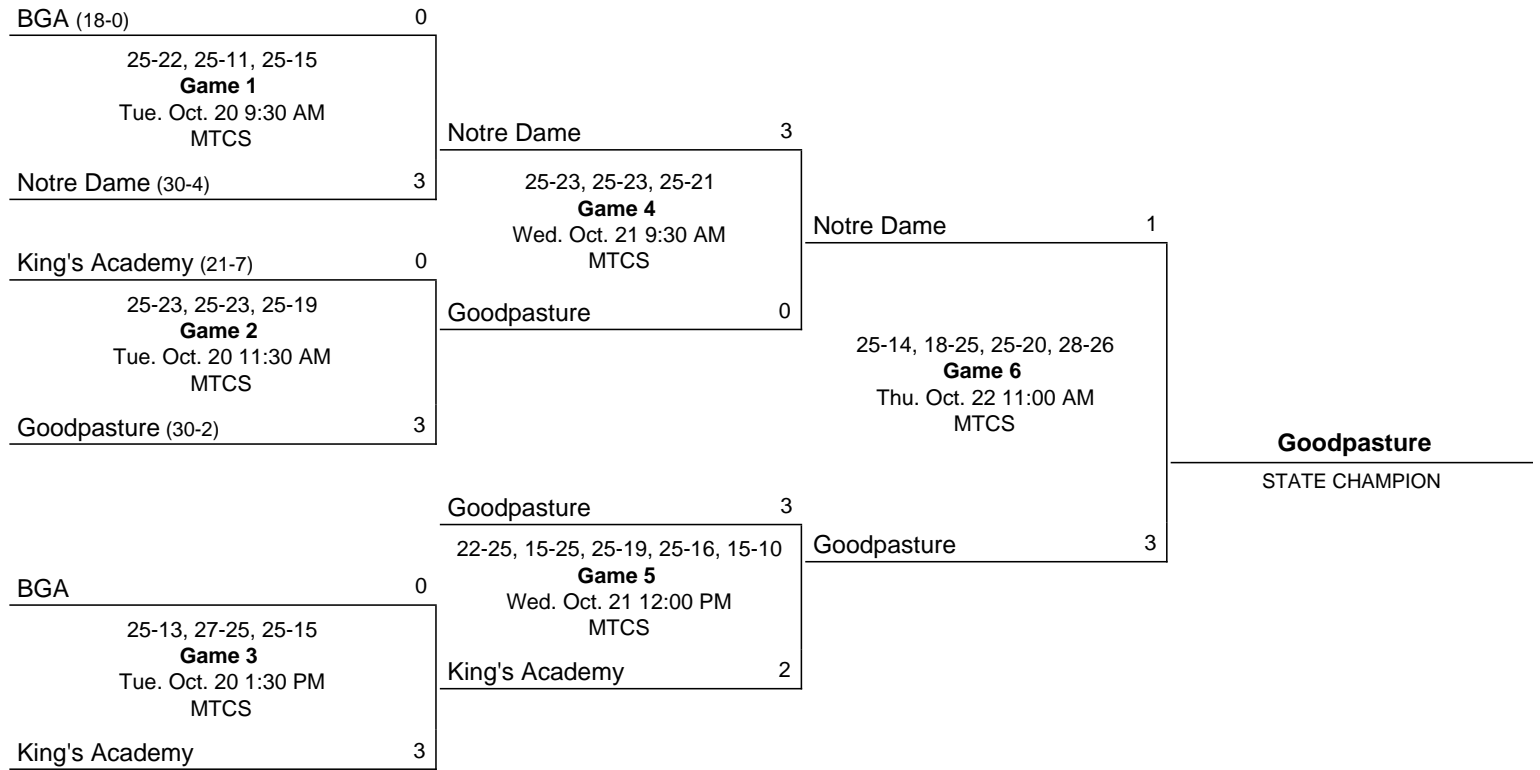 BGA (18-0) 0
25-22, 25-11, 25-15
Game 1
Tue. Oct. 20 9:30 AM
MTCS
Notre Dame (30-4) 3
King's Academy (21-7) 0
25-23, 25-23, 25-19
Game 2
Tue. Oct. 20 11:30 AM
MTCS
Goodpasture (30-2) 3
BGA 0
25-13, 27-25, 25-15
Game 3
Tue. Oct. 20 1:30 PM
MTCS
King's Academy 3
Notre Dame 3
25-23, 25-23, 25-21
Game 4
Wed. Oct. 21 9:30 AM
MTCS
Goodpasture 0
Goodpasture 3
22-25, 15-25, 25-19, 25-16, 15-10
Game 5
Wed. Oct. 21 12:00 PM
MTCS
King's Academy 2
Notre Dame 1
25-14, 18-25, 25-20, 28-26
Game 6
Thu. Oct. 22 11:00 AM
MTCS
Goodpasture 3
Goodpasture
STATE CHAMPION